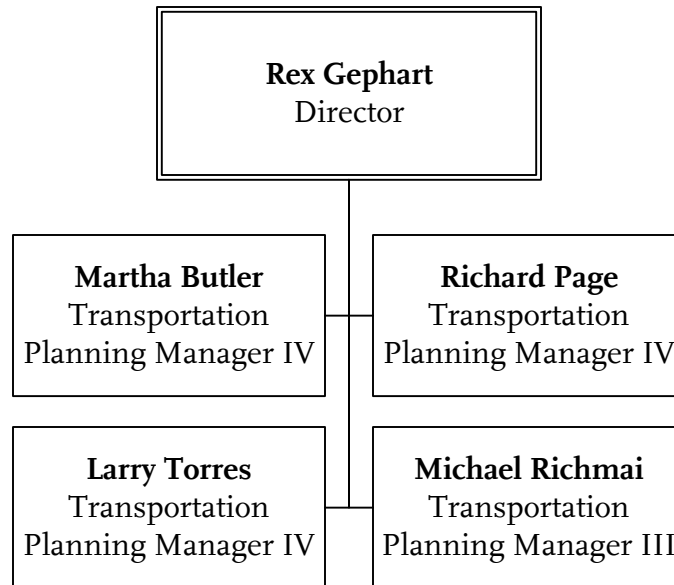 Rex Gephart
Director
Martha Butler
Transportation
Planning Manager IV
Richard Page
Transportation
Planning Manager IV
Larry Torres
Transportation
Planning Manager IV
Michael Richmai
Transportation
Planning Manager III